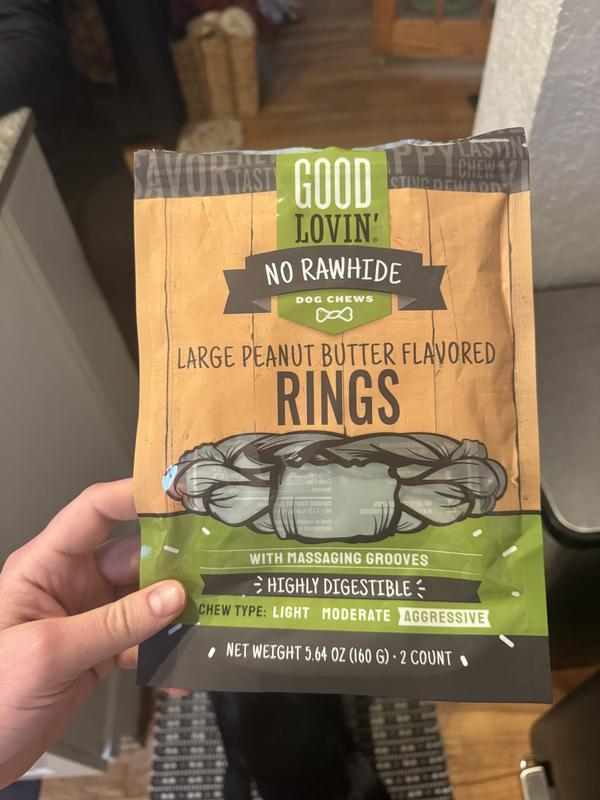 GOOD
LOVIN'
NO RAWHIDE
DOG CHEWS
LARGE PEANUT BUTTER FLAVORED
RINGS
WITH MASSAGING GROOVES
HIGHLY DIGESTIBLE
CHEW TYPE: LIGHT MODERATE AGGRESSIVE
NET WEIGHT 5.64 OZ (160 G) • 2 COUNT